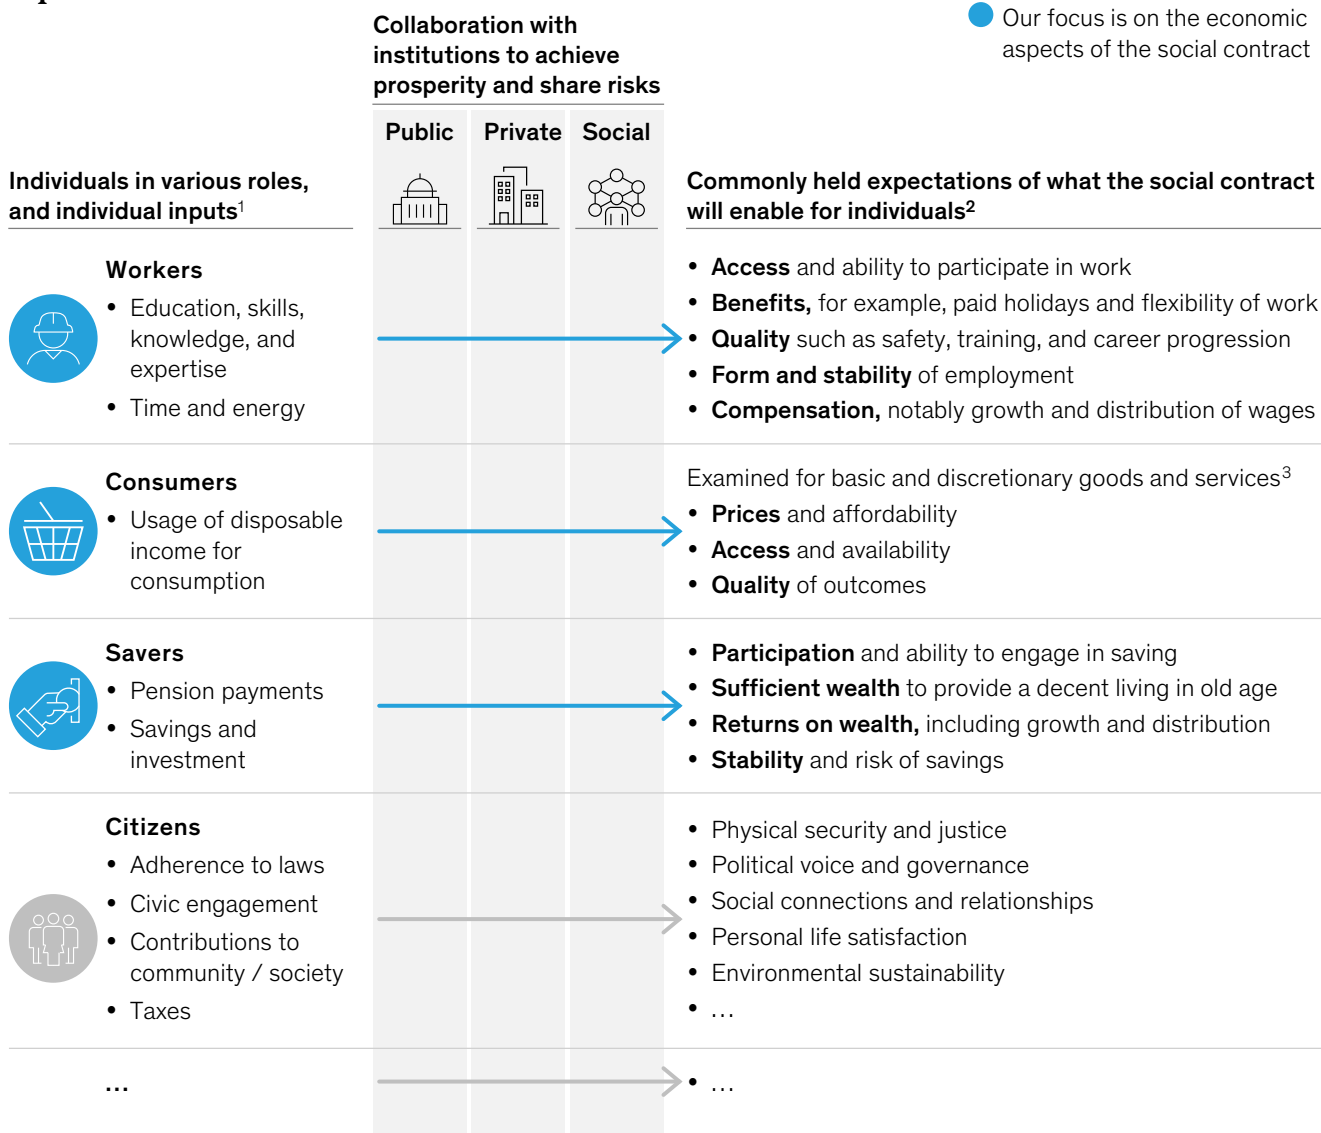 Our focus is on the economic
aspects of the social contract
Collaboration with
institutions to achieve
prosperity and share risks
Public Private Social
Individuals in various roles,
and individual inputs1
Commonly held expectations of what the social contract
will enable for individuals2
Workers
• Education, skills,
knowledge, and
expertise
• Time and energy
• Access and ability to participate in work
• Benefits, for example, paid holidays and flexibility of work
• Quality such as safety, training, and career progression
• Form and stability of employment
• Compensation, notably growth and distribution of wages
Consumers
• Usage of disposable
income for
consumption
Examined for basic and discretionary goods and services3
• Prices and affordability
• Access and availability
• Quality of outcomes
Savers
• Pension payments
• Savings and
investment
• Participation and ability to engage in saving
• Sufficient wealth to provide a decent living in old age
• Returns on wealth, including growth and distribution
• Stability and risk of savings
Citizens
• Adherence to laws
• Civic engagement
• Contributions to
community / society
• Taxes
• Physical security and justice
• Political voice and governance
• Social connections and relationships
• Personal life satisfaction
• Environmental sustainability
• …
…
• …